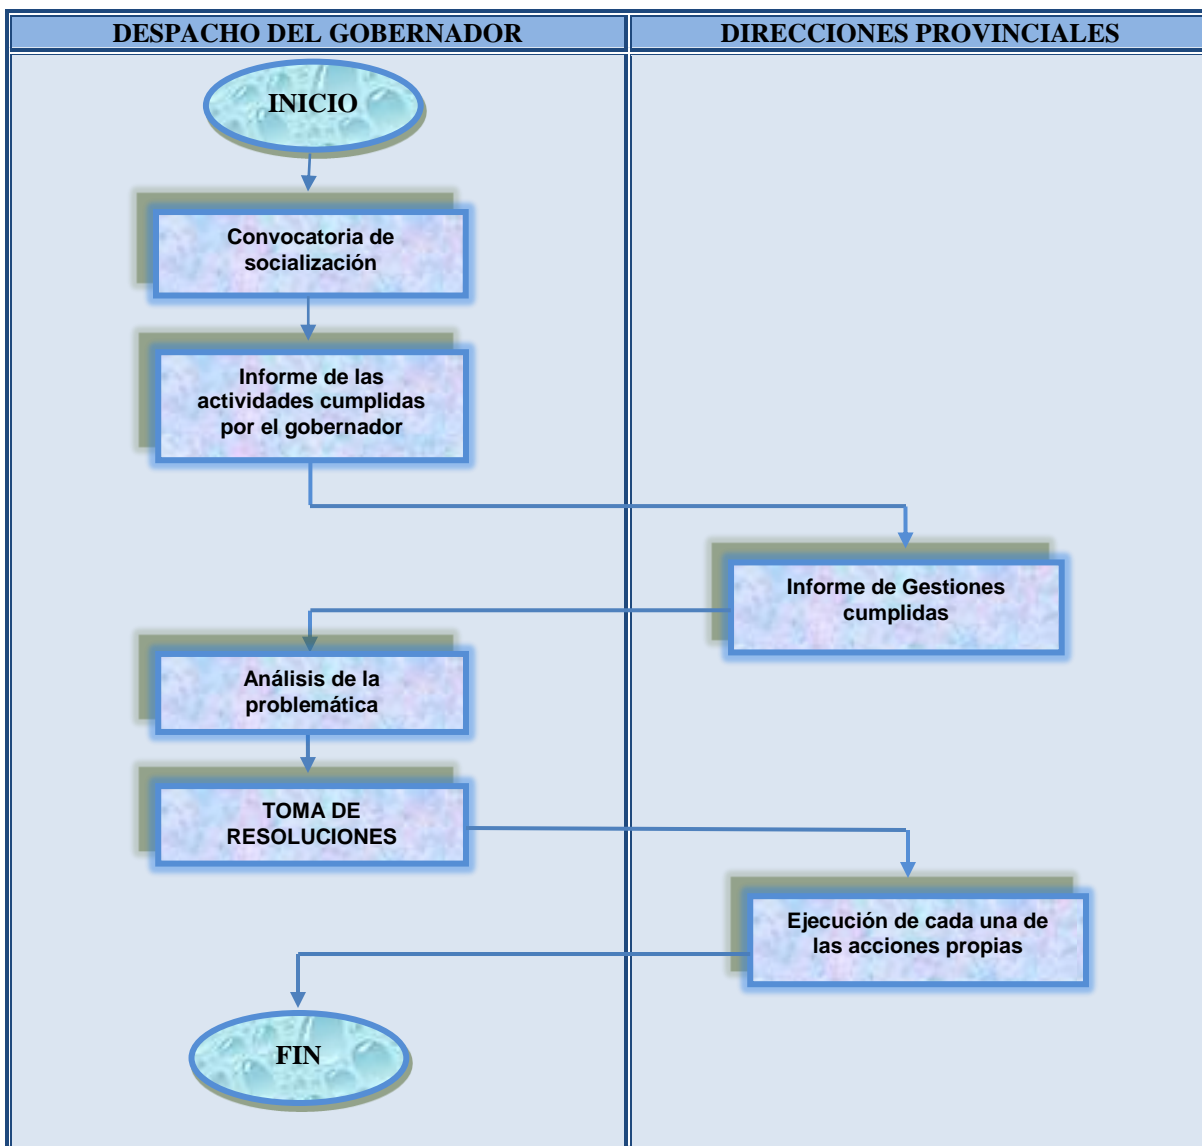 DESPACHO DEL GOBERNADOR
DIRECCIONES PROVINCIALES
INICIO
Convocatoria de
socialización
Informe de las
actividades cumplidas
por el gobernador
Informe de Gestiones
cumplidas
Análisis de la
problemática
TOMA DE
RESOLUCIONES
Ejecución de cada una de
las acciones propias
FIN